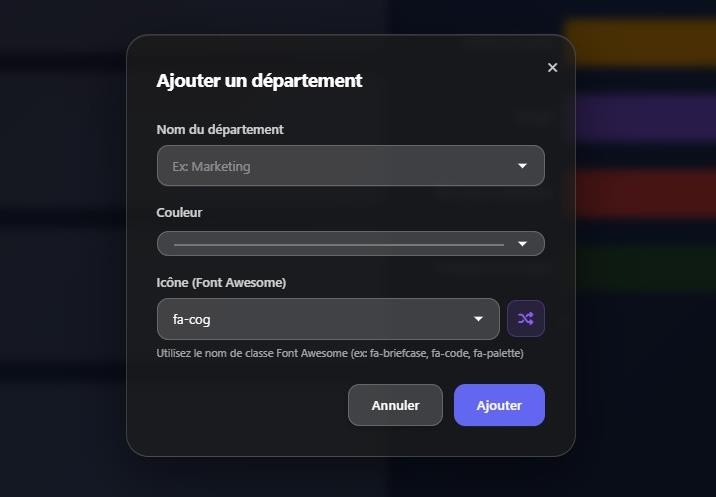 Ajouter un département
×
Nom du département
Ex: Marketing
Couleur
Icône (Font Awesome)
fa-cog
Utilisez le nom de classe Font Awesome (ex: fa-briefcase, fa-code, fa-palette)
Annuler
Ajouter